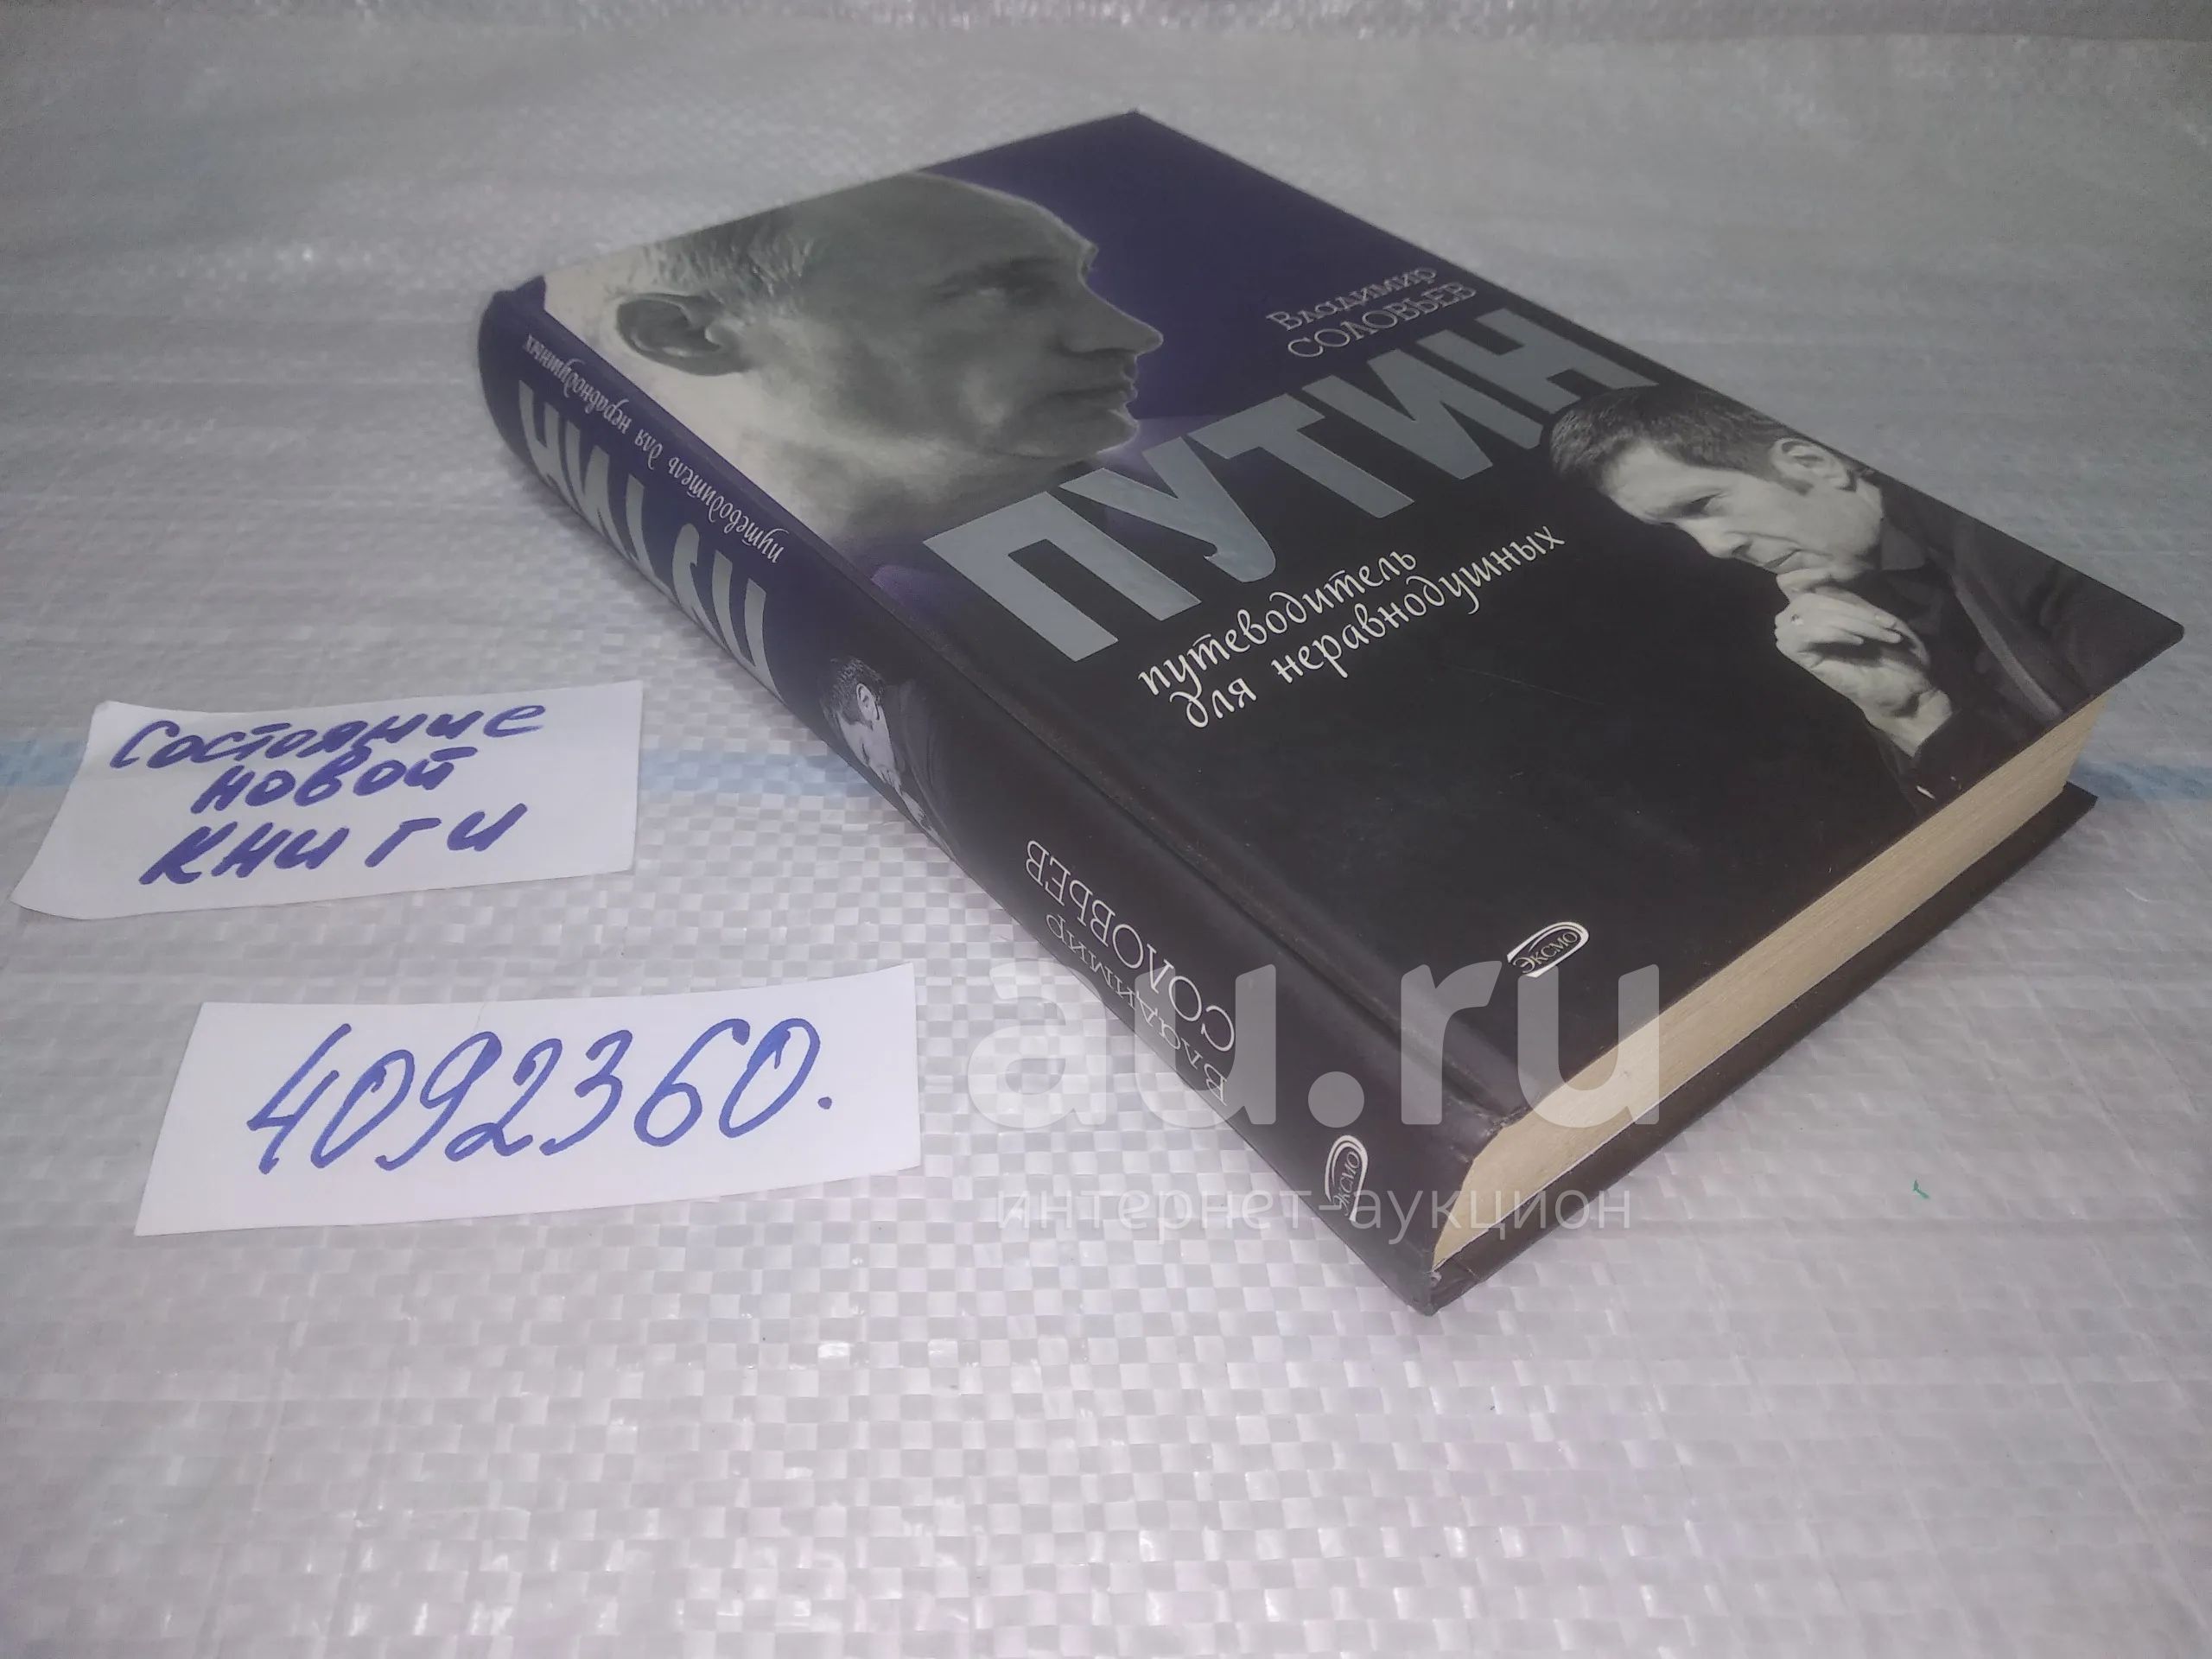 Владимир
СОЛОВЬЕВ
ПУТИН
путеводитель
для неравнодушных
ЭКСМО
путеводитель для неравнодушных
ПУТИН
Владимир
СОЛОВЬЕВ
ЭКСМО
Состояние
новой
книги
4092360.
au.ru
интернет-аукцион